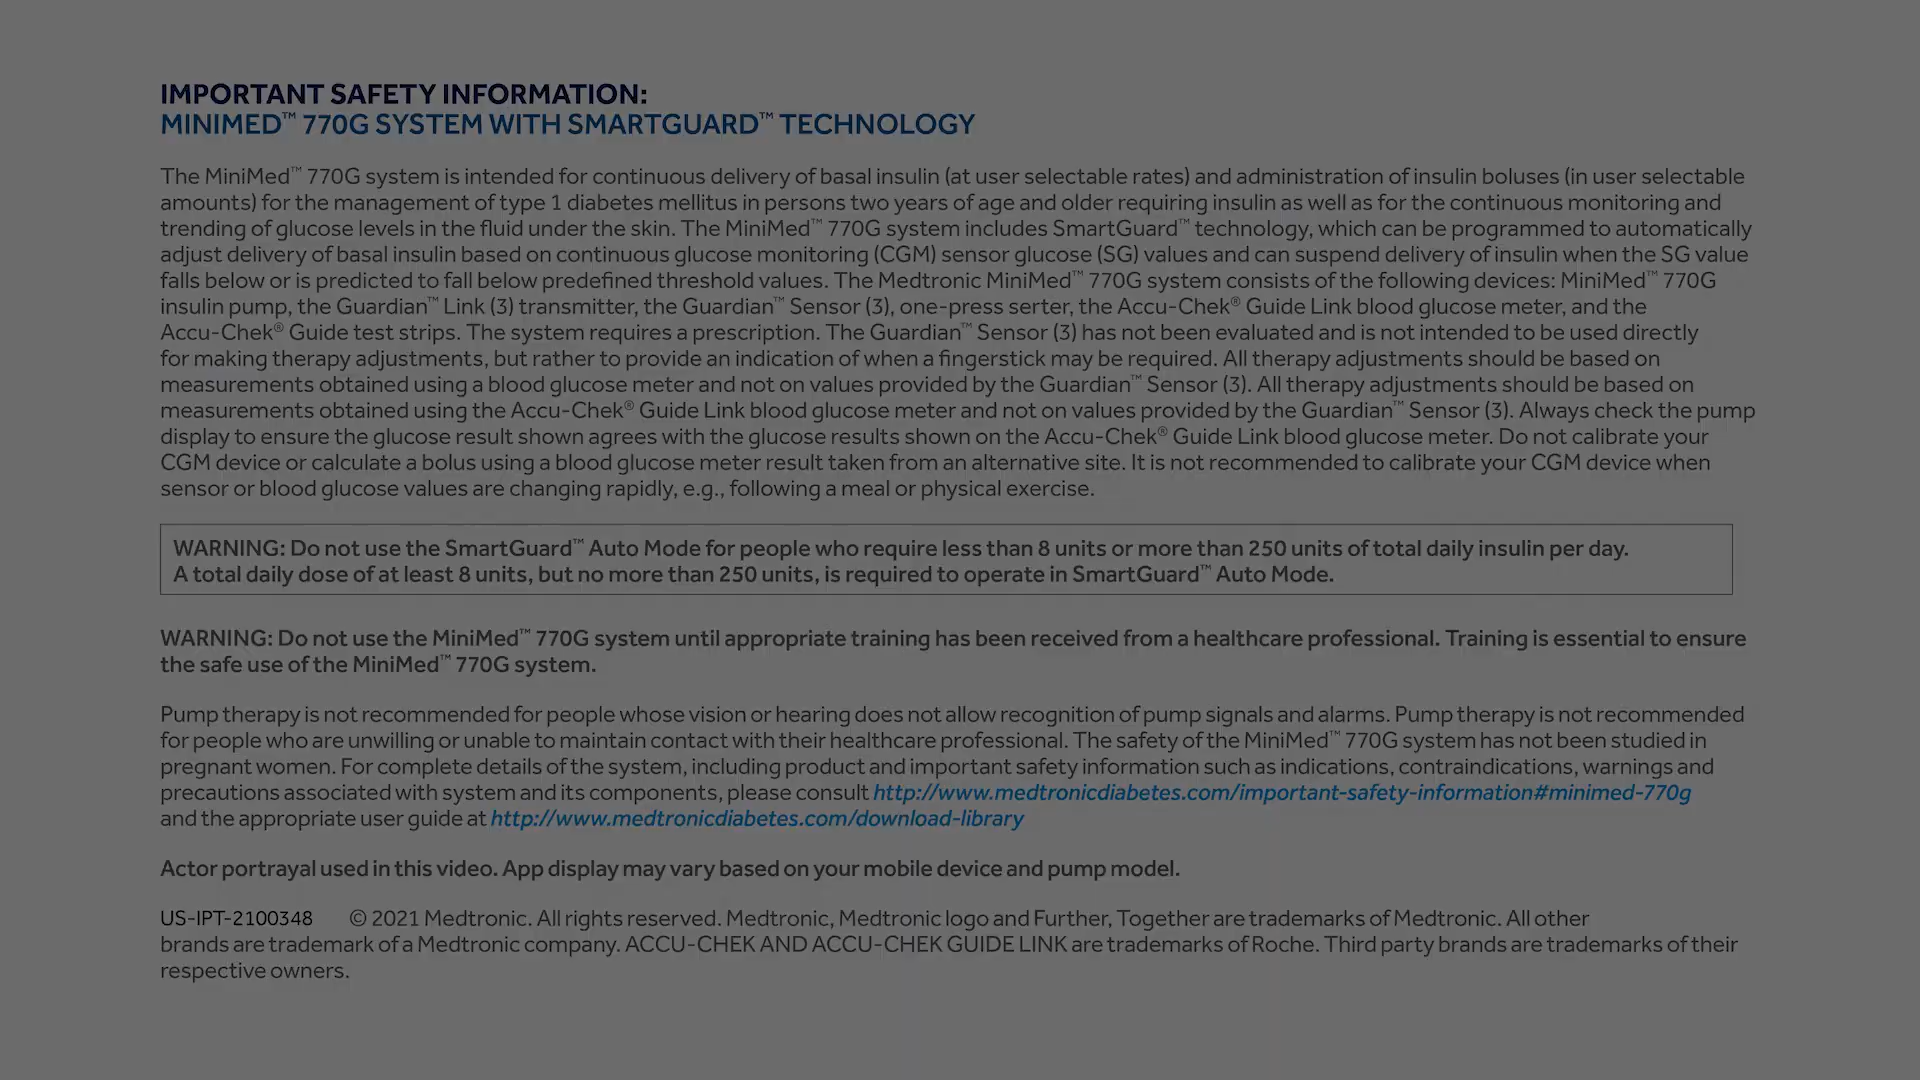 IMPORTANT SAFETY INFORMATION:
MINIMED™ 770G SYSTEM WITH SMARTGUARD™ TECHNOLOGY
The MiniMed™ 770G system is intended for continuous delivery of basal insulin (at user selectable rates) and administration of insulin boluses (in user selectable
amounts) for the management of type 1 diabetes mellitus in persons two years of age and older requiring insulin as well as for the continuous monitoring and
trending of glucose levels in the fluid under the skin. The MiniMed™ 770G system includes SmartGuard™ technology, which can be programmed to automatically
adjust delivery of basal insulin based on continuous glucose monitoring (CGM) sensor glucose (SG) values and can suspend delivery of insulin when the SG value
falls below or is predicted to fall below predefined threshold values. The Medtronic MiniMed™ 770G system consists of the following devices: MiniMed™ 770G
insulin pump, the Guardian™ Link (3) transmitter, the Guardian™ Sensor (3), one-press serter, the Accu-Chek® Guide Link blood glucose meter, and the
Accu-Chek® Guide test strips. The system requires a prescription. The Guardian™ Sensor (3) has not been evaluated and is not intended to be used directly
for making therapy adjustments, but rather to provide an indication of when a fingerstick may be required. All therapy adjustments should be based on
measurements obtained using a blood glucose meter and not on values provided by the Guardian™ Sensor (3). All therapy adjustments should be based on
measurements obtained using the Accu-Chek® Guide Link blood glucose meter and not on values provided by the Guardian™ Sensor (3). Always check the pump
display to ensure the glucose result shown agrees with the glucose results shown on the Accu-Chek® Guide Link blood glucose meter. Do not calibrate your
CGM device or calculate a bolus using a blood glucose meter result taken from an alternative site. It is not recommended to calibrate your CGM device when
sensor or blood glucose values are changing rapidly, e.g., following a meal or physical exercise.
WARNING: Do not use the SmartGuard™ Auto Mode for people who require less than 8 units or more than 250 units of total daily insulin per day.
A total daily dose of at least 8 units, but no more than 250 units, is required to operate in SmartGuard™ Auto Mode.
WARNING: Do not use the MiniMed™ 770G system until appropriate training has been received from a healthcare professional. Training is essential to ensure
the safe use of the MiniMed™ 770G system.
Pump therapy is not recommended for people whose vision or hearing does not allow recognition of pump signals and alarms. Pump therapy is not recommended
for people who are unwilling or unable to maintain contact with their healthcare professional. The safety of the MiniMed™ 770G system has not been studied in
pregnant women. For complete details of the system, including product and important safety information such as indications, contraindications, warnings and
precautions associated with system and its components, please consult http://www.medtronicdiabetes.com/important-safety-information#minimed-770g
and the appropriate user guide at http://www.medtronicdiabetes.com/download-library
Actor portrayal used in this video. App display may vary based on your mobile device and pump model.
US-IPT-2100348 © 2021 Medtronic. All rights reserved. Medtronic, Medtronic logo and Further, Together are trademarks of Medtronic. All other
brands are trademark of a Medtronic company. ACCU-CHEK AND ACCU-CHEK GUIDE LINK are trademarks of Roche. Third party brands are trademarks of their
respective owners.